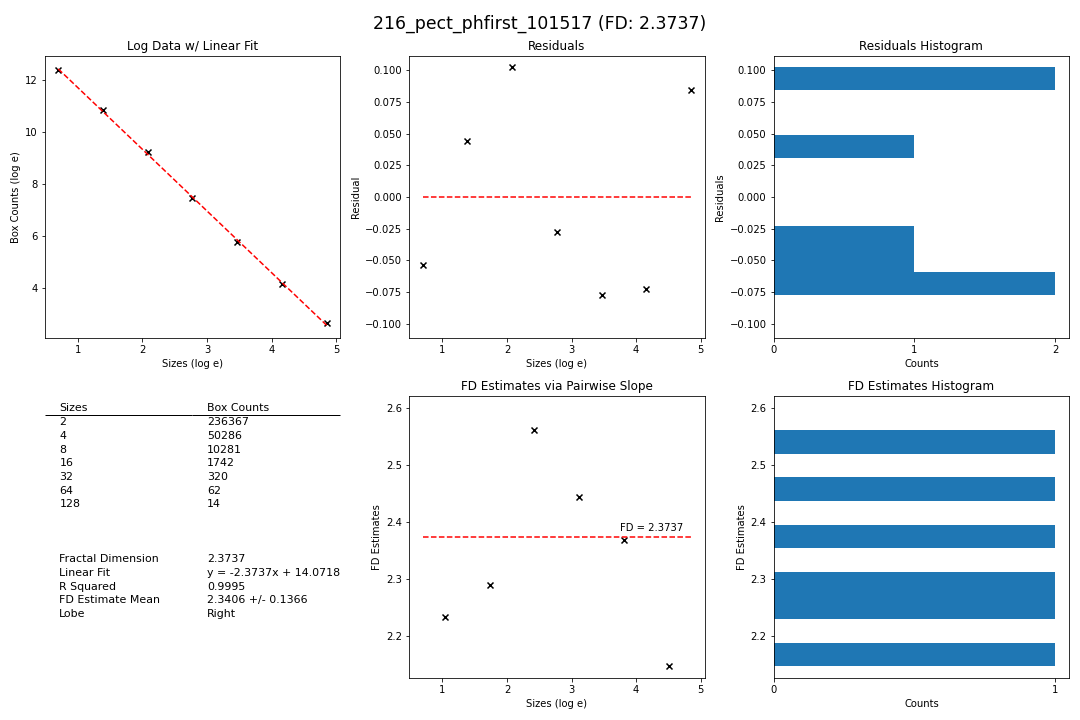 216_pect_phfirst_101517 (FD: 2.3737)
Log Data w/ Linear Fit
12
10
8
6
4
Box Counts (log e)
1 2 3 4 5
Sizes (log e)
Residuals
0.100
0.075
0.050
0.025
0.000
−0.025
−0.050
−0.075
−0.100
Residual
1 2 3 4 5
Sizes (log e)
Residuals Histogram
0.100
0.075
0.050
0.025
0.000
−0.025
−0.050
−0.075
−0.100
Residuals
0 1 2
Counts
Sizes Box Counts
2 236367
4 50286
8 10281
16 1742
32 320
64 62
128 14
Fractal Dimension 2.3737
Linear Fit y = -2.3737x + 14.0718
R Squared 0.9995
FD Estimate Mean 2.3406 +/- 0.1366
Lobe Right
FD Estimates via Pairwise Slope
2.6
2.5
2.4
2.3
2.2
FD Estimates
FD = 2.3737
1 2 3 4 5
Sizes (log e)
FD Estimates Histogram
2.6
2.5
2.4
2.3
2.2
FD Estimates
0 1
Counts